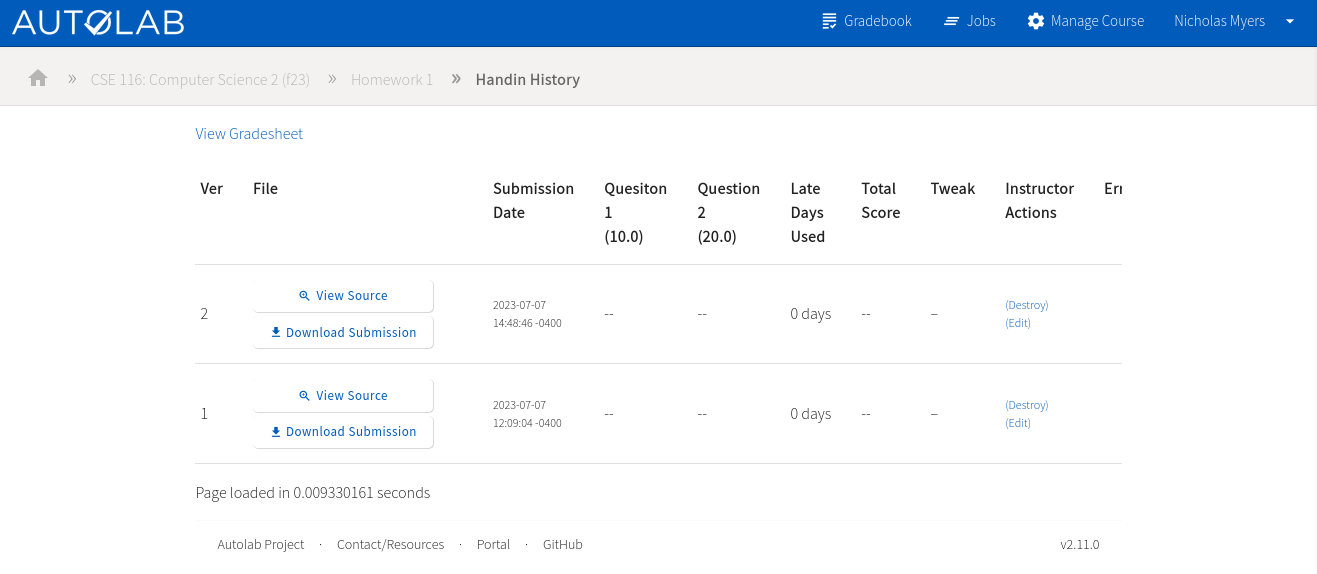 AUTOLAB
Gradebook
Jobs
Manage Course
Nicholas Myers
» CSE 116: Computer Science 2 (f23) » Homework 1 » Handin History
View Gradesheet
Ver
File
Submission
Date
Quesiton
1
(10.0)
Question
2
(20.0)
Late
Days
Used
Total
Score
Tweak
Instructor
Actions
Err
2
View Source
Download Submission
2023-07-07
14:48:46 -0400
--
--
0 days
--
–
(Destroy)
(Edit)
1
View Source
Download Submission
2023-07-07
12:09:04 -0400
--
--
0 days
--
–
(Destroy)
(Edit)
Page loaded in 0.009330161 seconds
Autolab Project · Contact/Resources · Portal · GitHub
v2.11.0